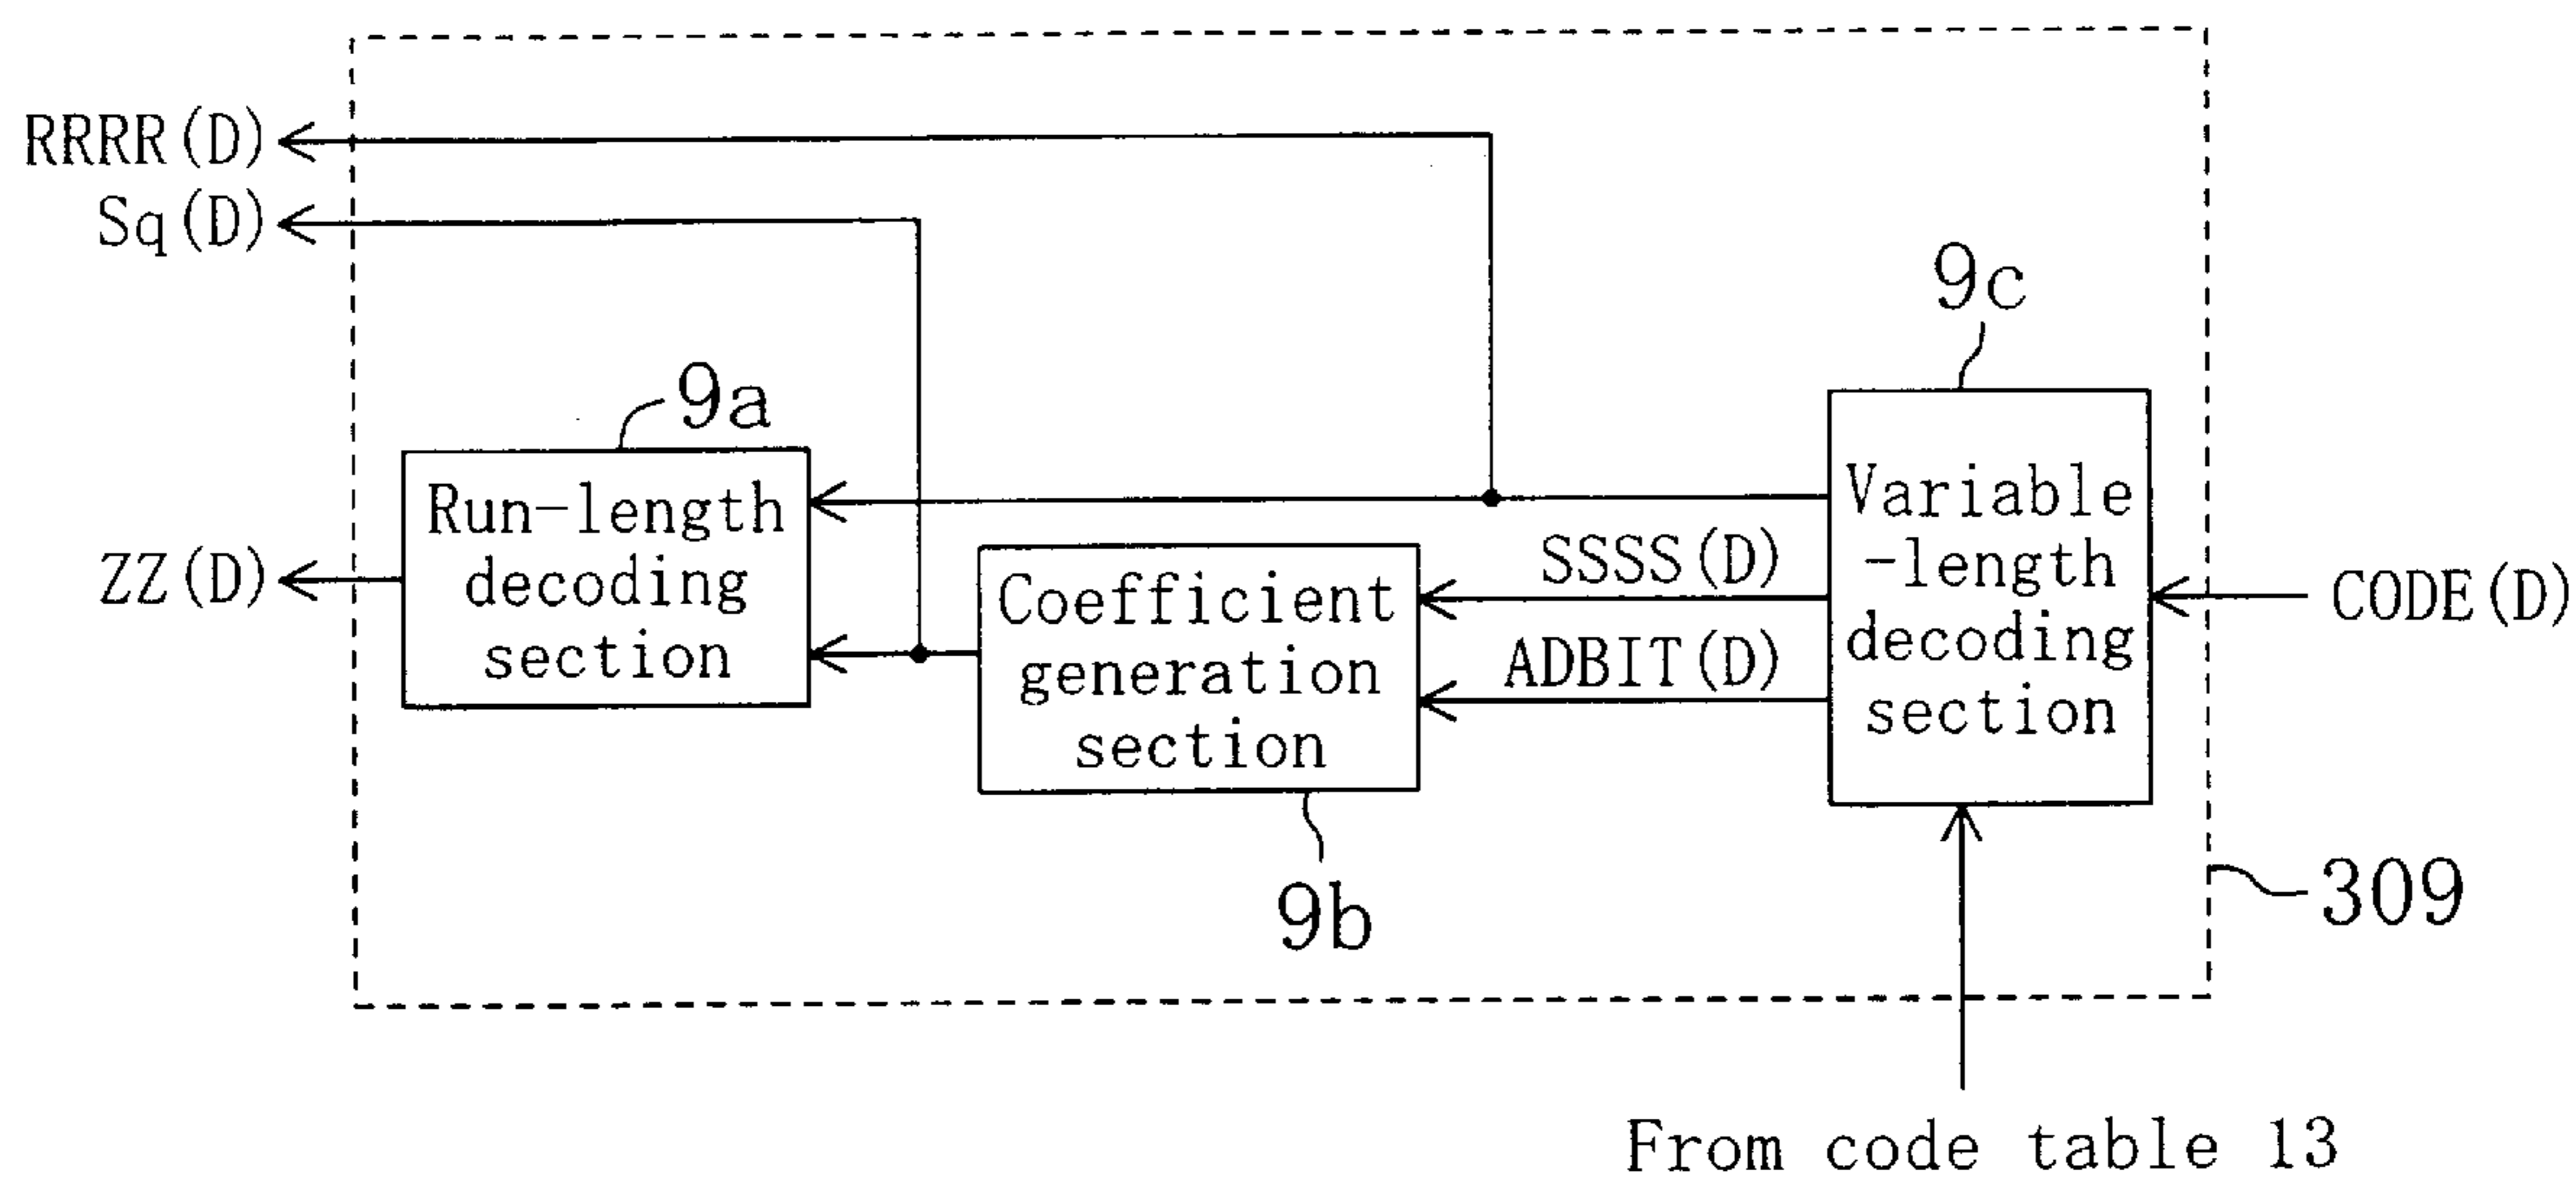 RRRR(D)
Sq(D)
9c
9a
Run-length
decoding
section
Variable
-length
decoding
section
SSSS(D)
ZZ(D)
Coefficient
generation
section
CODE(D)
ADBIT(D)
9b
309
From code table 13